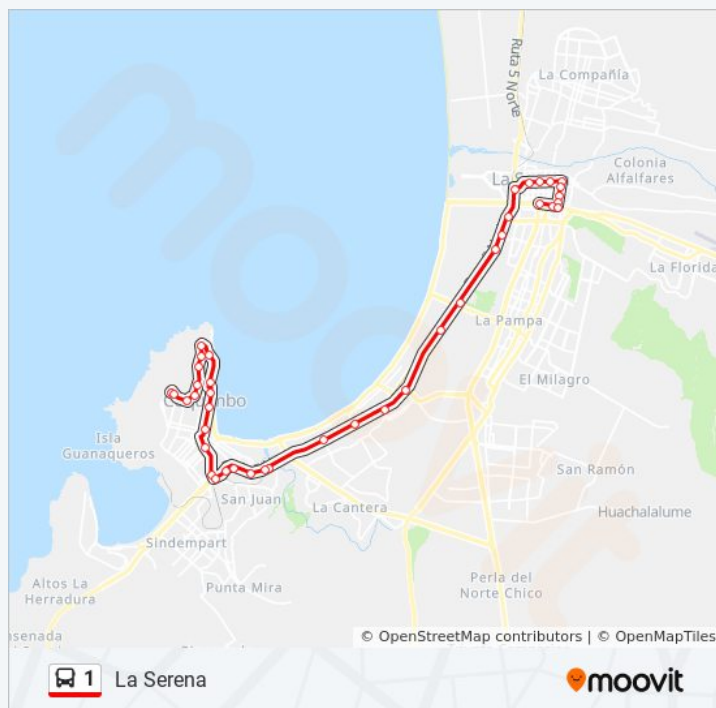 La Compañía
Ruta 5 Norte
Colonia
Alfalfares
La Florida
La Pampa
El Milagro
Coquimbo
Isla
Guanaqueros
San Ramón
San Juan
La Cantera
Huachalalume
Sindempart
Perla del
Norte Chico
Altos La
Herradura
Punta Mira
© OpenStreetMap contributors | © OpenMapTiles
1 La Serena
moovit